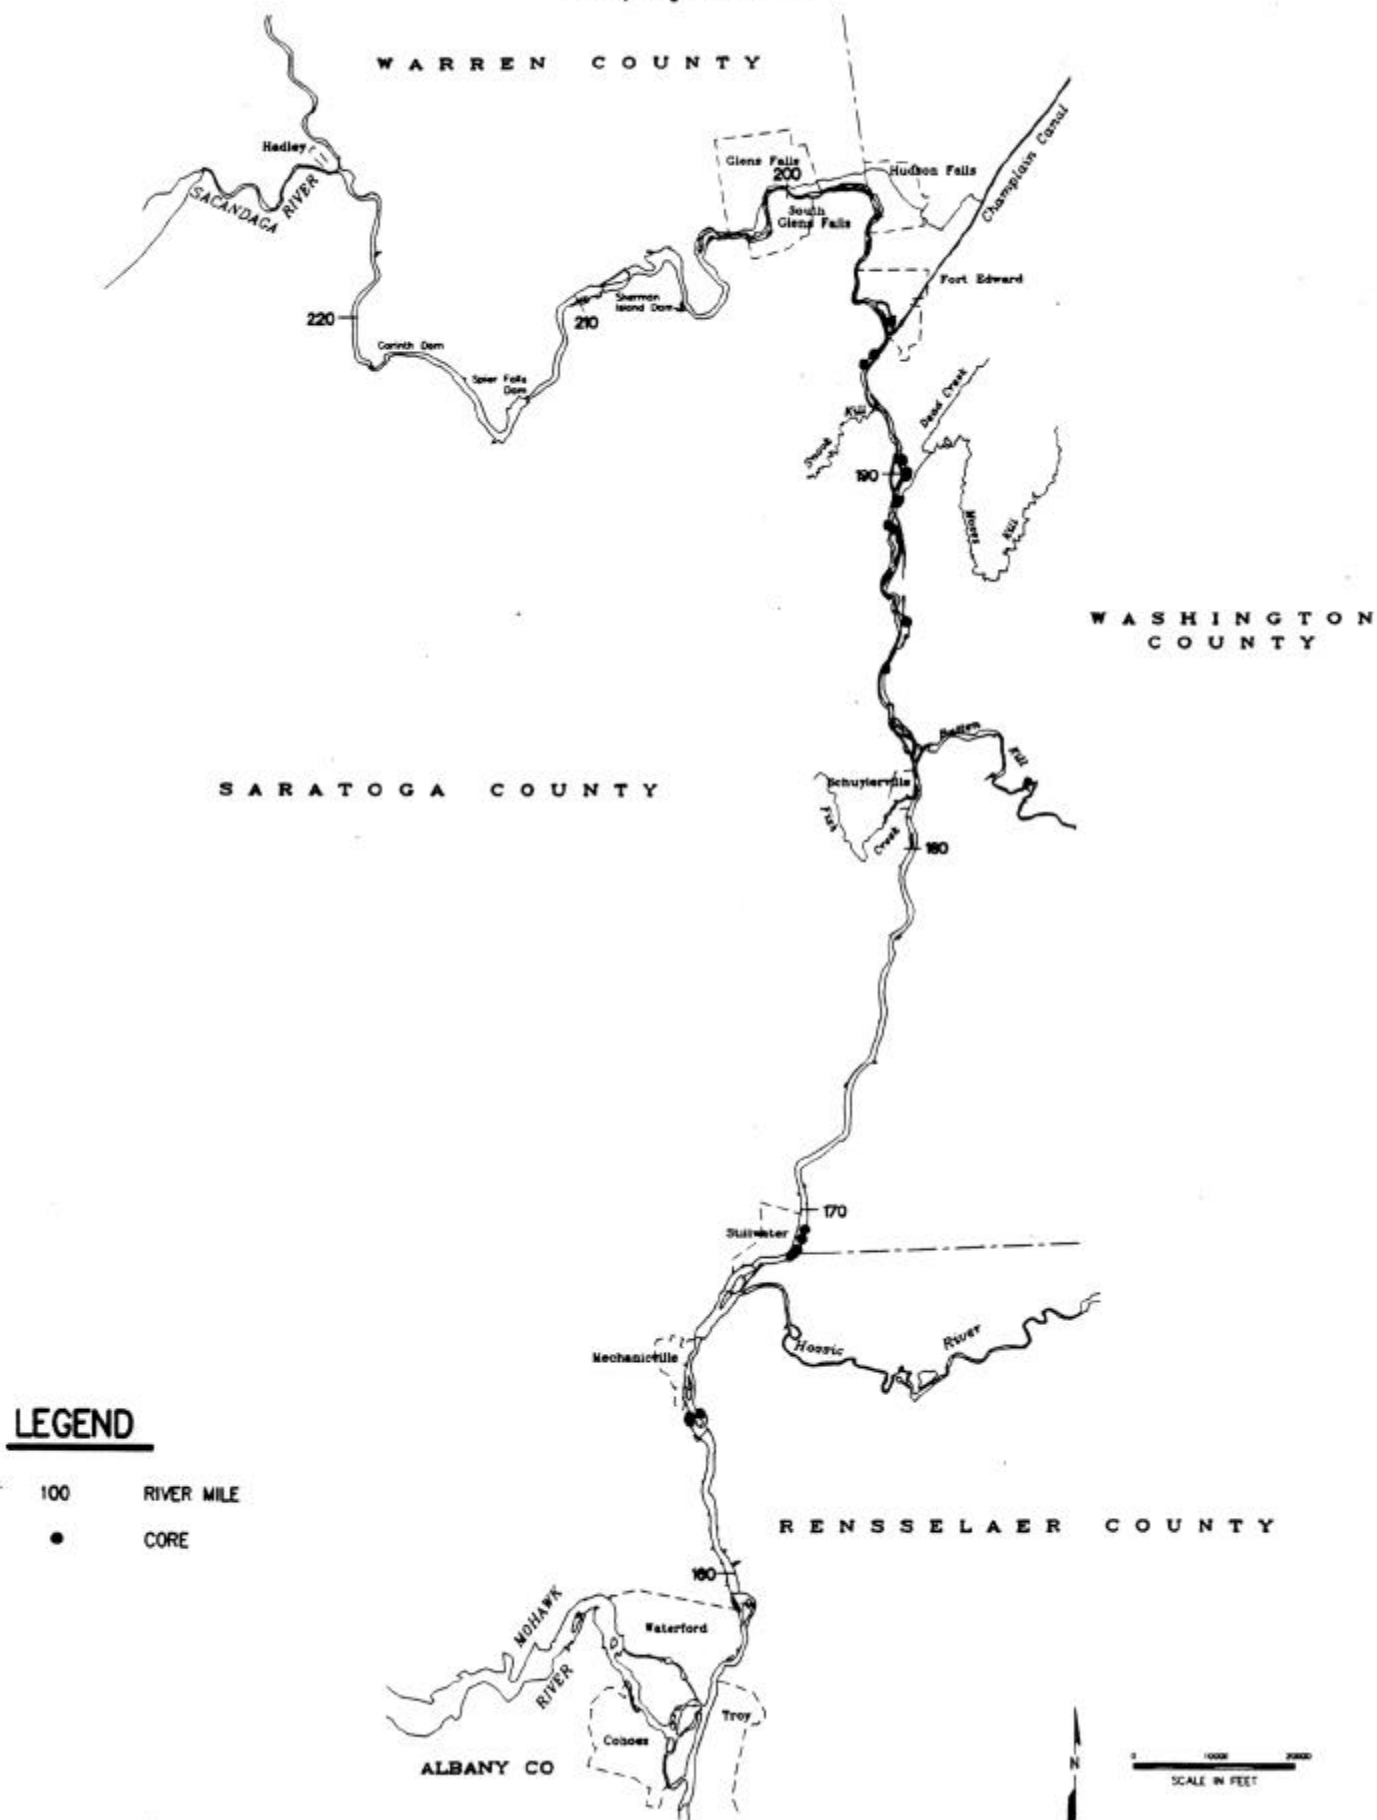 WARREN COUNTY
Hadley
SACANDAGA
RIVER
Glens Falls
200
Hudson Falls
South
Glens Falls
Champlain Canal
Fort Edward
Sherman
Island Dam
210
220
Corinth Dam
Spier Falls
Dam
Dead Creek
Snook
Kill
190
Moses
Kill
WASHINGTON
COUNTY
Batten
Kill
SARATOGA COUNTY
Schuylerville
Fish
Creek
180
170
Stillwater
Mechanicville
Hoosic
River
LEGEND
100 RIVER MILE
CORE
RENSSELAER COUNTY
160
MOHAWK
RIVER
Waterford
Troy
Cohoes
ALBANY CO
N
0 10000 20000
SCALE IN FEET